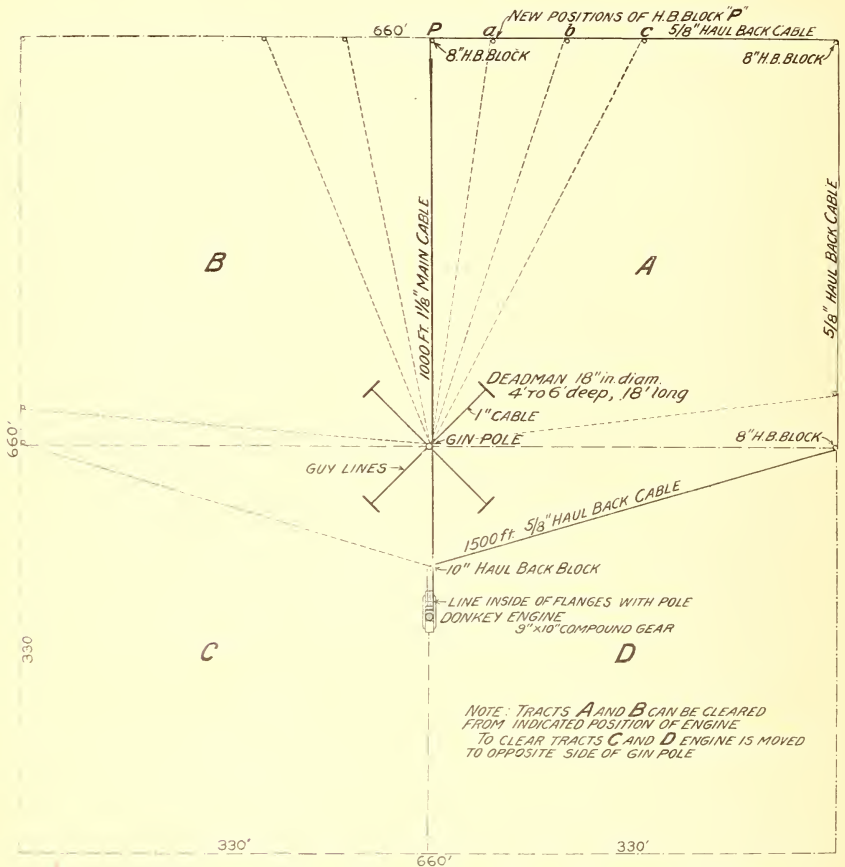 NEW POSITIONS OF H.B. BLOCK "P"
660' P a b c 5/8" HAUL BACK CABLE
8" H.B. BLOCK
8" H.B. BLOCK
1000 FT. 1 1/8" MAIN CABLE
5/8" HAUL BACK CABLE
B
A
DEADMAN 18" in. diam.
4' TO 6' deep, 18' long
1" CABLE
GIN POLE
660'
8" H.B. BLOCK
GUY LINES
1500 ft. 5/8" HAUL BACK CABLE
10" HAUL BACK BLOCK
LINE INSIDE OF FLANGES WITH POLE
DONKEY ENGINE
9" x 10" COMPOUND GEAR
330
C
D
NOTE: TRACTS A AND B CAN BE CLEARED
FROM INDICATED POSITION OF ENGINE
TO CLEAR TRACTS C AND D ENGINE IS MOVED
TO OPPOSITE SIDE OF GIN POLE
330'
330'
660'